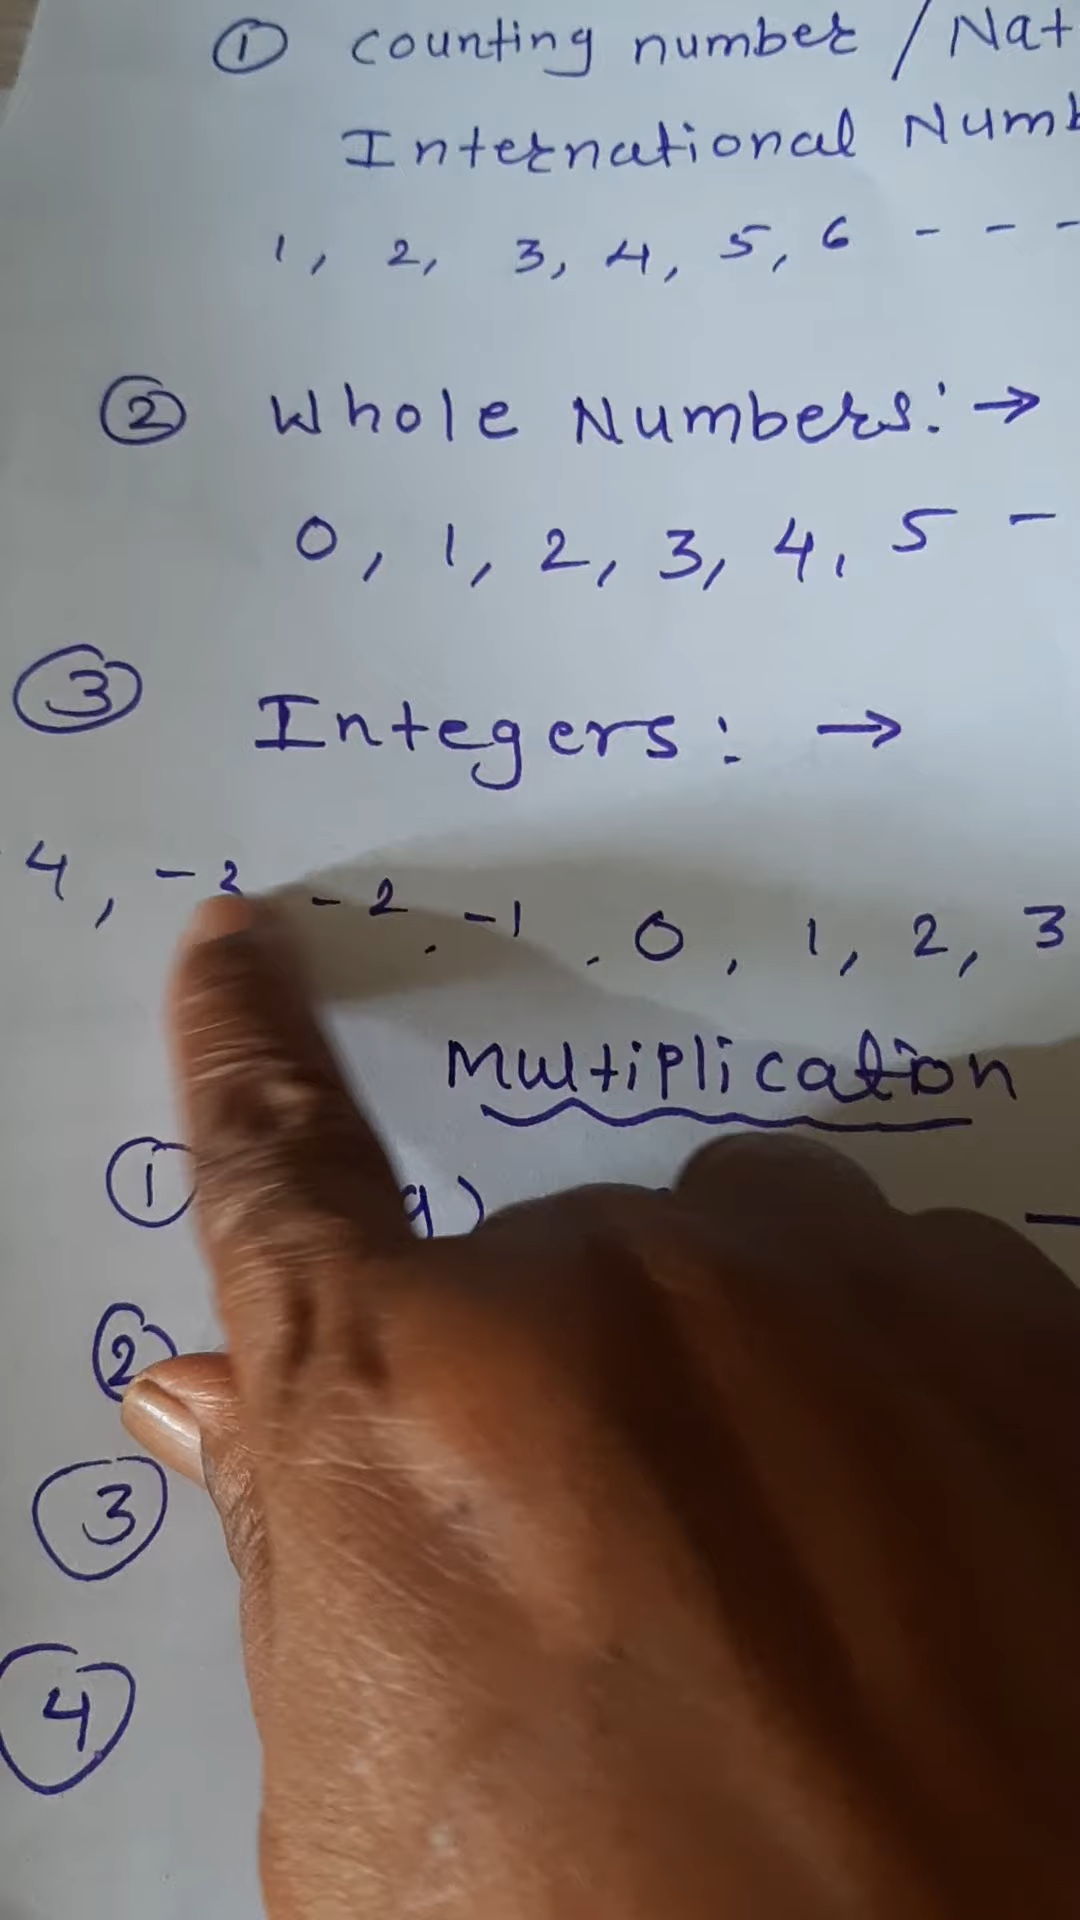 ① Counting number / Nat
International Numb
1, 2, 3, 4, 5, 6 - - -
② Whole Numbers: →
0, 1, 2, 3, 4, 5 -
③ Integers: →
4, -2 -2, -1, 0, 1, 2, 3
Multiplication
①
②
③
④